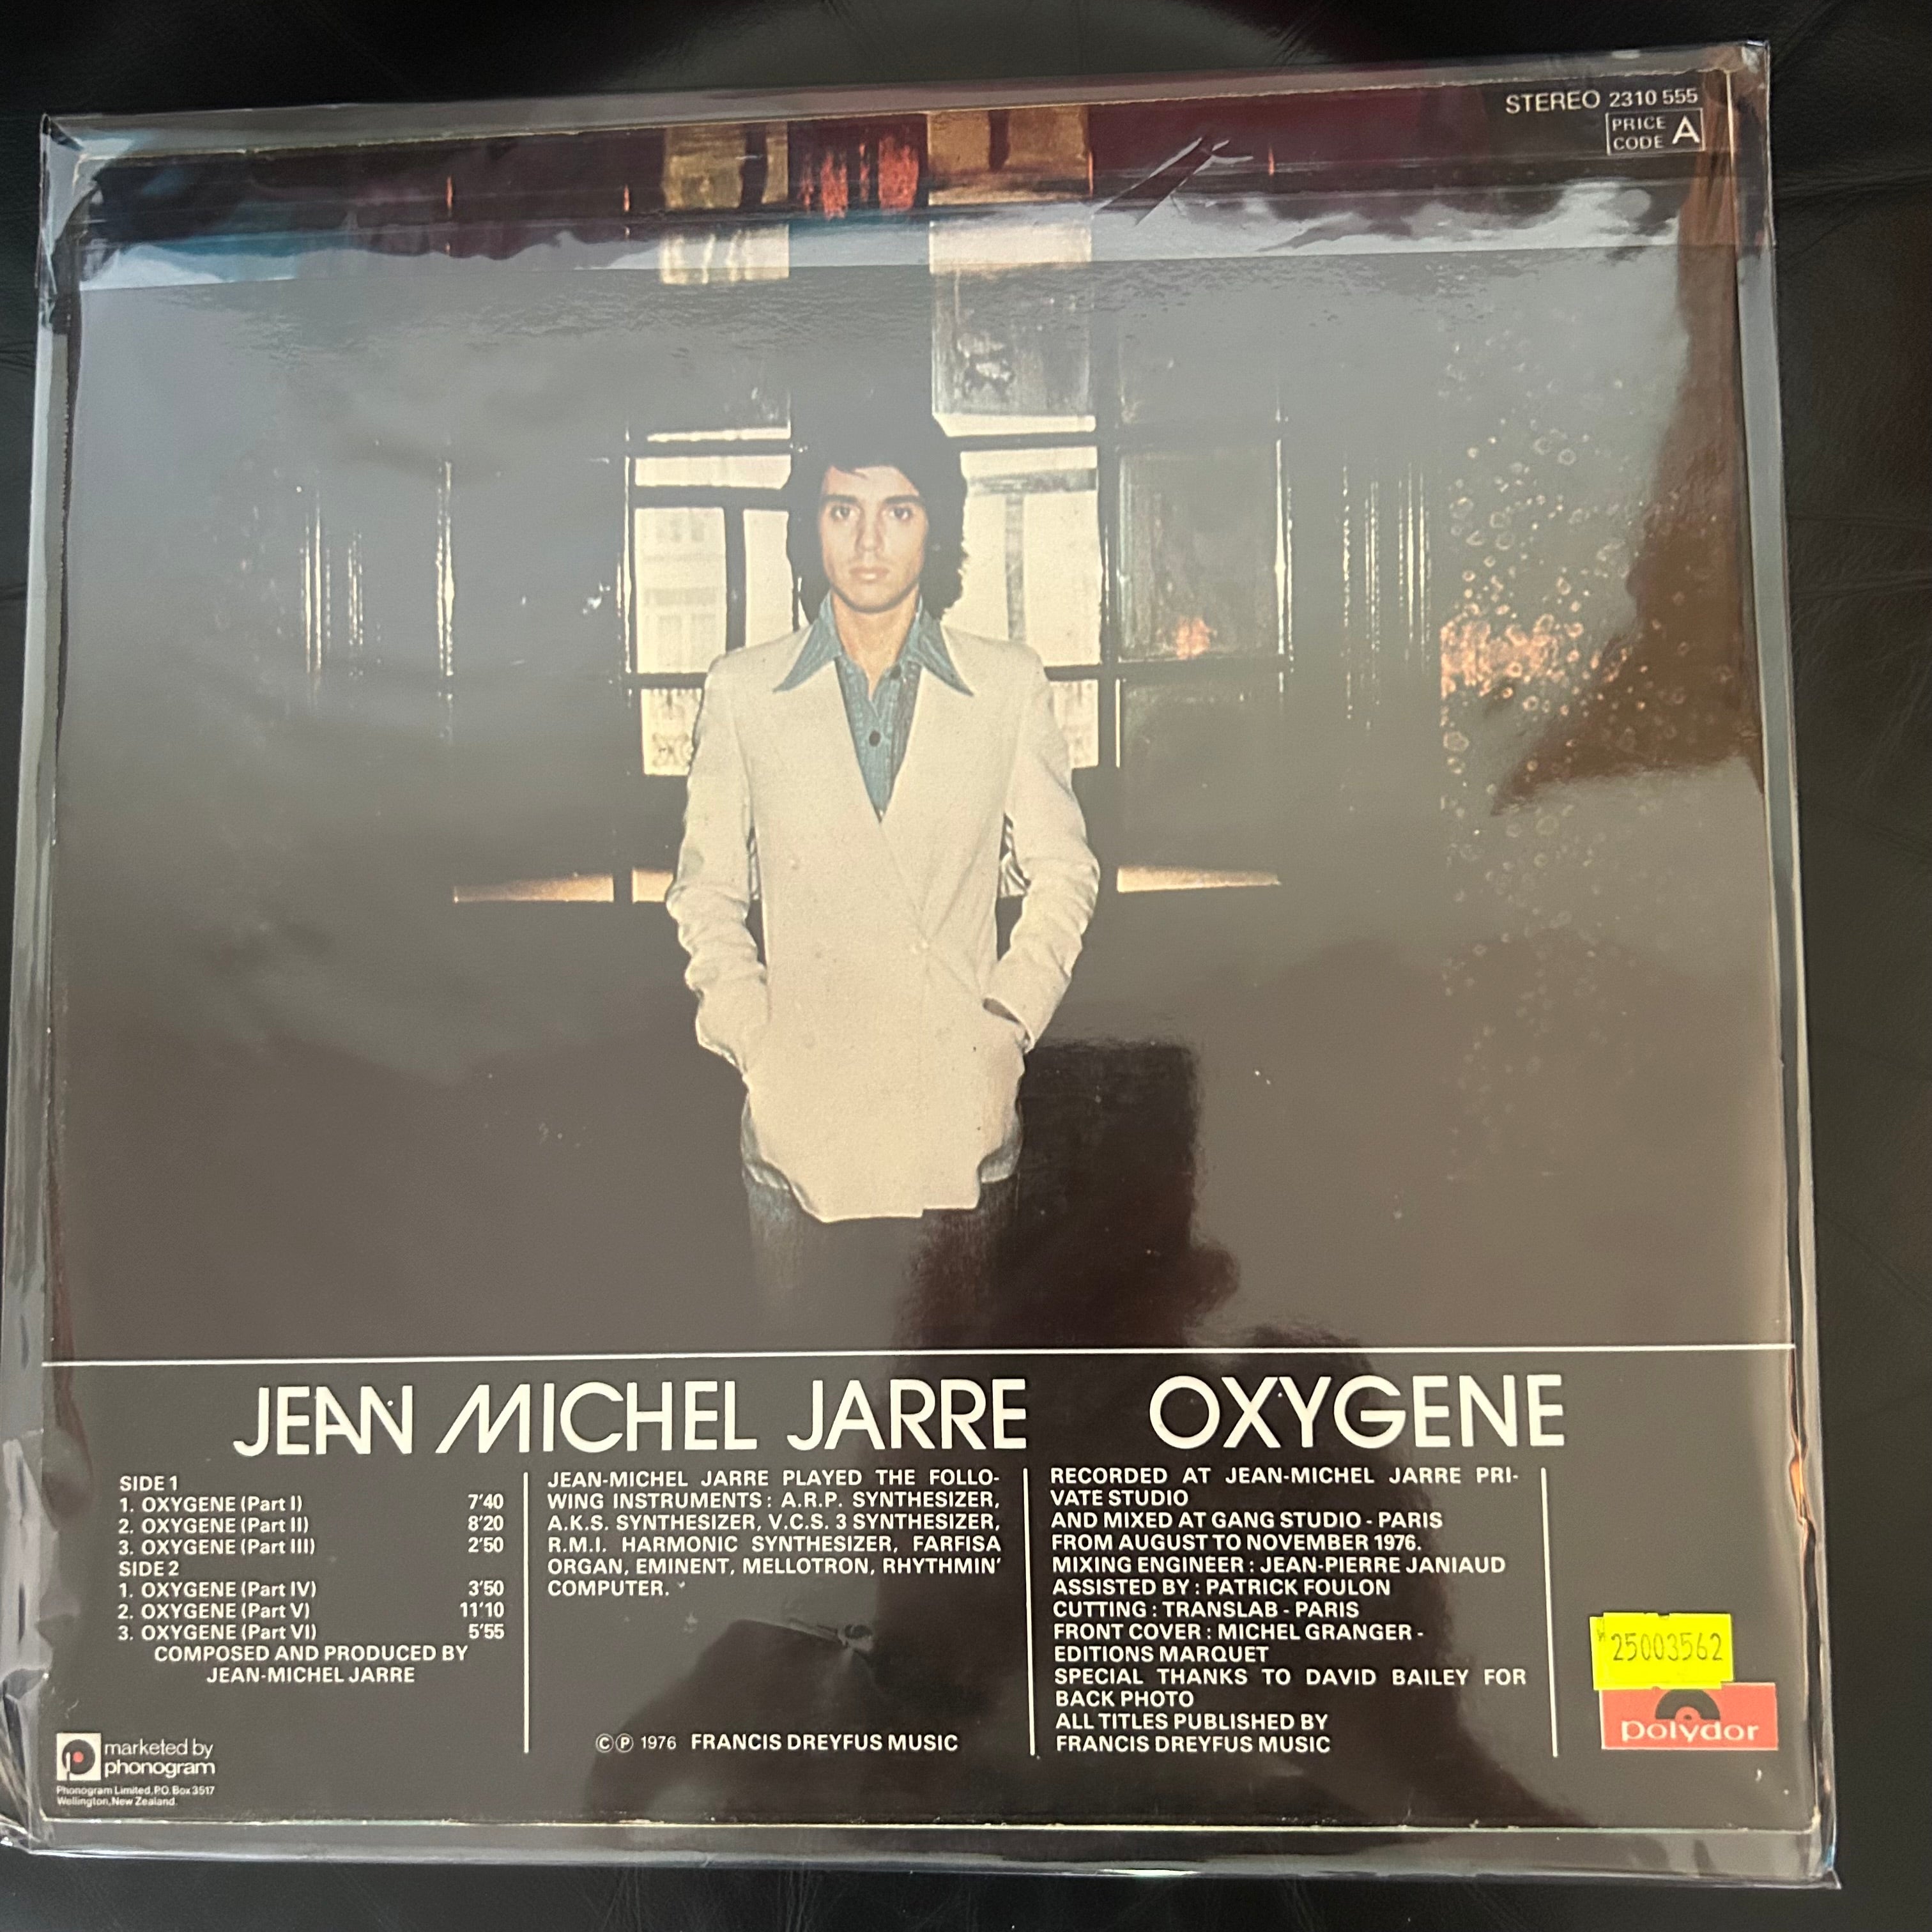 STEREO 2310 555
PRICE
CODE A
JEAN MICHEL JARRE OXYGENE
SIDE 1
1. OXYGENE (Part I) 7'40
2. OXYGENE (Part II) 8'20
3. OXYGENE (Part III) 2'50
SIDE 2
1. OXYGENE (Part IV) 3'50
2. OXYGENE (Part V) 11'10
3. OXYGENE (Part VI) 5'55
COMPOSED AND PRODUCED BY
JEAN-MICHEL JARRE
marketed by
phonogram
Phonogram Limited, P.O. Box 3517
Wellington, New Zealand.
JEAN-MICHEL JARRE PLAYED THE FOLLO-
WING INSTRUMENTS : A.R.P. SYNTHESIZER,
A.K.S. SYNTHESIZER, V.C.S. 3 SYNTHESIZER,
R.M.I. HARMONIC SYNTHESIZER, FARFISA
ORGAN, EMINENT, MELLOTRON, RHYTHMIN'
COMPUTER.
©℗ 1976 FRANCIS DREYFUS MUSIC
RECORDED AT JEAN-MICHEL JARRE PRI-
VATE STUDIO
AND MIXED AT GANG STUDIO - PARIS
FROM AUGUST TO NOVEMBER 1976.
MIXING ENGINEER : JEAN-PIERRE JANIAUD
ASSISTED BY : PATRICK FOULON
CUTTING : TRANSLAB - PARIS
FRONT COVER : MICHEL GRANGER -
EDITIONS MARQUET
SPECIAL THANKS TO DAVID BAILEY FOR
BACK PHOTO
ALL TITLES PUBLISHED BY
FRANCIS DREYFUS MUSIC
25003562
polydor